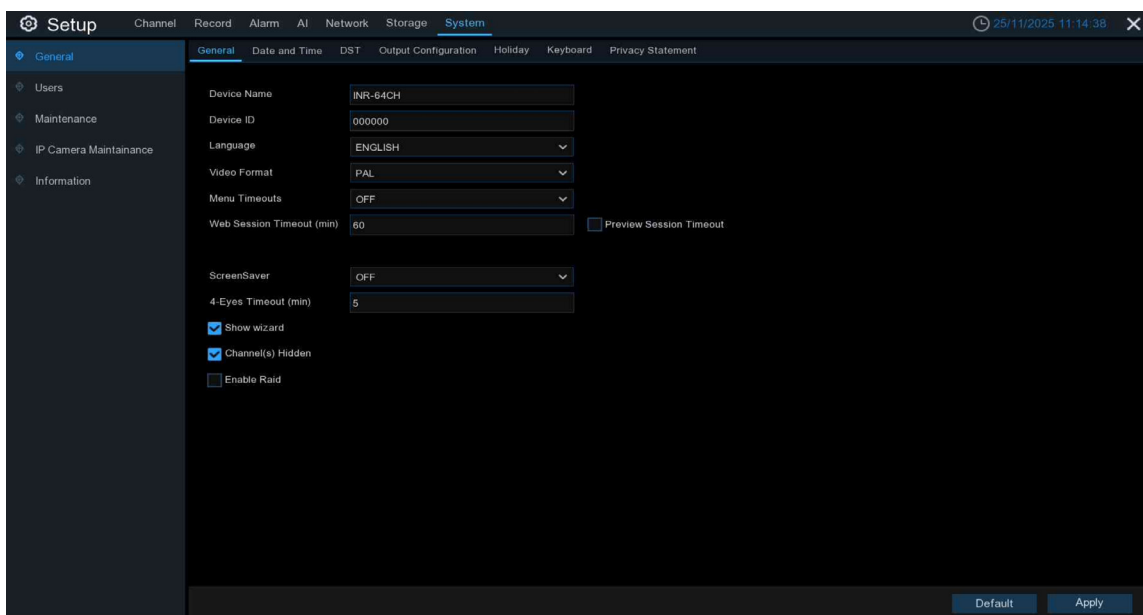 Setup Channel Record Alarm AI Network Storage System 25/11/2025 11:14:38
General Date and Time DST Output Configuration Holiday Keyboard Privacy Statement
General
Users
Maintenance
IP Camera Maintainance
Information
Device Name INR-64CH
Device ID 000000
Language ENGLISH
Video Format PAL
Menu Timeouts OFF
Web Session Timeout (min) 60 Preview Session Timeout
ScreenSaver OFF
4-Eyes Timeout (min) 5
Show wizard
Channel(s) Hidden
Enable Raid
Default Apply